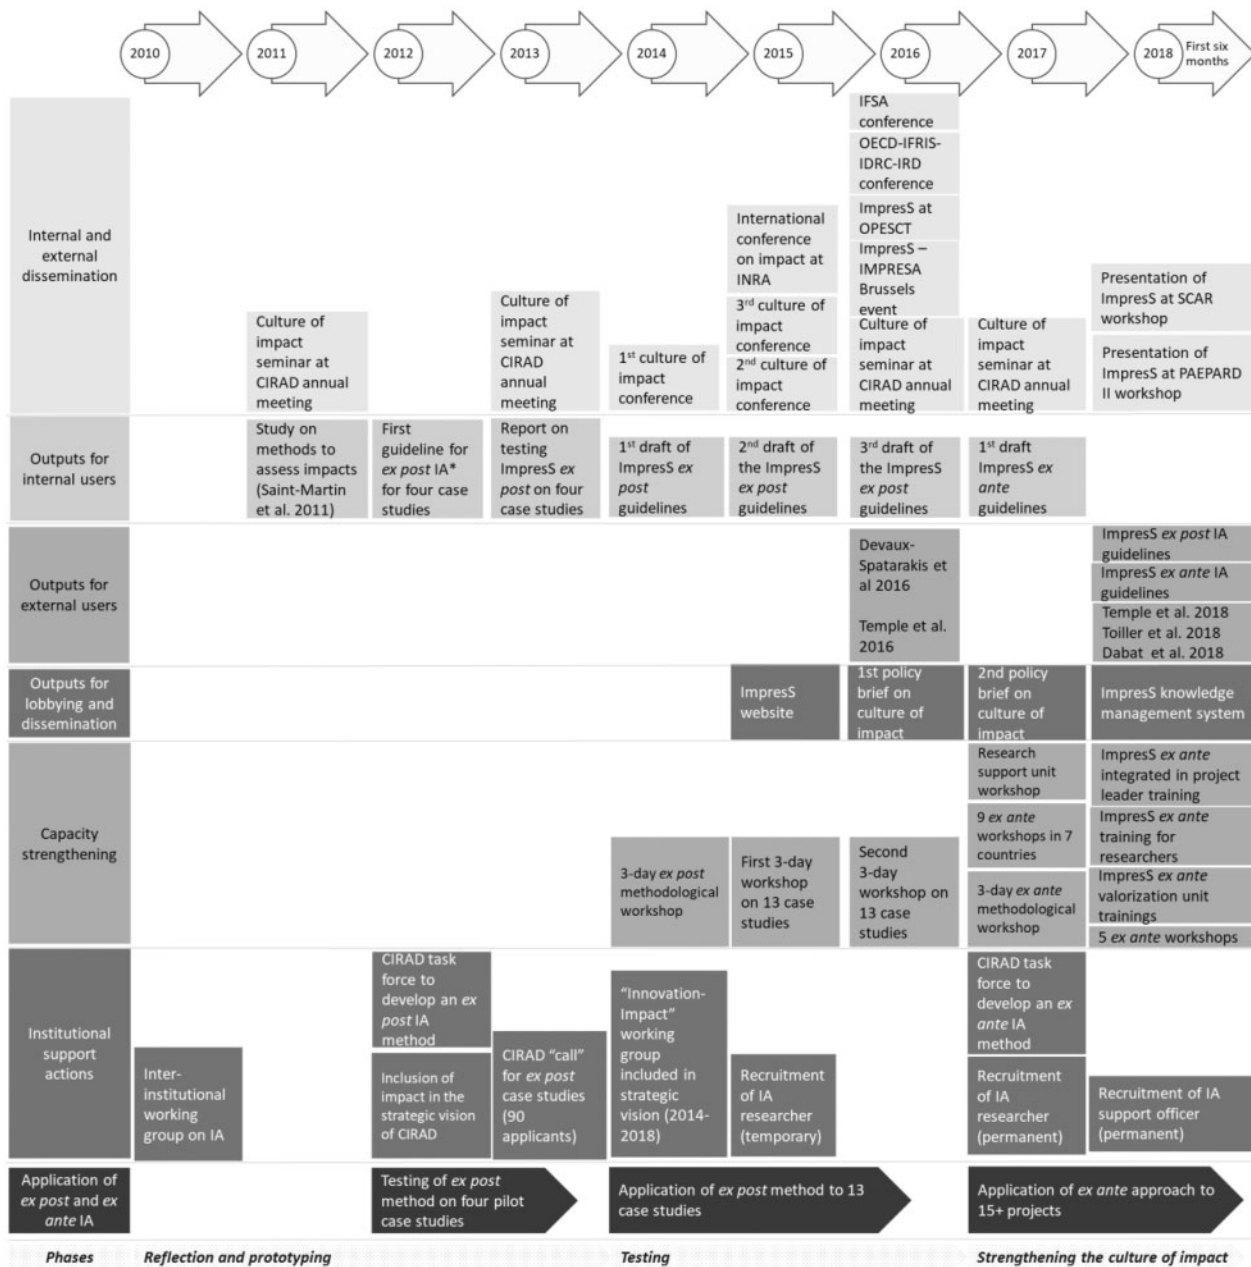 2010
2011
2012
2013
2014
2015
2016
2017
2018
First six
months
Internal and
external
dissemination
Culture of
impact
seminar at
CIRAD annual
meeting
Culture of
impact
seminar at
CIRAD
annual
meeting
1st culture of
impact
conference
International
conference
on impact at
INRA
3rd culture of
impact
conference
2nd culture of
impact
conference
IFSA
conference
OECD-IFRIS-
IDRC-IRD
conference
ImpresS at
OPESCT
ImpresS –
IMPRESA
Brussels
event
Culture of
impact
seminar at
CIRAD annual
meeting
Culture of
impact
seminar at
CIRAD annual
meeting
Presentation of
ImpresS at SCAR
workshop
Presentation of
ImpresS at PAEPARD
II workshop
Outputs for
internal users
Study on
methods to
assess impacts
(Saint-Martin
et al. 2011)
First
guideline for
ex post IA*
for four case
studies
Report on
testing
ImpresS ex
post on four
case studies
1st draft of
ImpresS ex
post
guidelines
2nd draft of
the ImpresS
ex post
guidelines
3rd draft of
the ImpresS
ex post
guidelines
1st draft
ImpresS ex
ante
guidelines
Outputs for
external users
Devaux-
Spatarakis et
al 2016
Temple et al.
2016
ImpresS ex post IA
guidelines
ImpresS ex ante IA
guidelines
Temple et al. 2018
Toiller et al. 2018
Dabat et al. 2018
Outputs for
lobbying and
dissemination
ImpresS
website
1st policy
brief on
culture of
impact
2nd policy
brief on
culture of
impact
ImpresS knowledge
management system
Capacity
strengthening
3-day ex post
methodological
workshop
First 3-day
workshop
on 13 case
studies
Second
3-day
workshop on
13 case
studies
Research
support unit
workshop
9 ex ante
workshops in 7
countries
3-day ex ante
methodological
workshop
ImpresS ex ante
integrated in project
leader training
ImpresS ex ante
training for
researchers
ImpresS ex ante
valorization unit
trainings
5 ex ante workshops
Institutional
support
actions
Inter-
institutional
working
group on IA
CIRAD task
force to
develop an ex
post IA
method
Inclusion of
impact in the
strategic vision
of CIRAD
CIRAD "call"
for ex post
case studies
(90
applicants)
"Innovation-
Impact"
working
group
included in
strategic
vision (2014-
2018)
Recruitment
of IA
researcher
(temporary)
CIRAD task
force to
develop an ex
ante IA
method
Recruitment
of IA
researcher
(permanent)
Recruitment of IA
support officer
(permanent)
Application of
ex post and ex
ante IA
Testing of ex post
method on four pilot
case studies
Application of ex post method to 13
case studies
Application of ex ante approach to
15+ projects
Phases
Reflection and prototyping
Testing
Strengthening the culture of impact